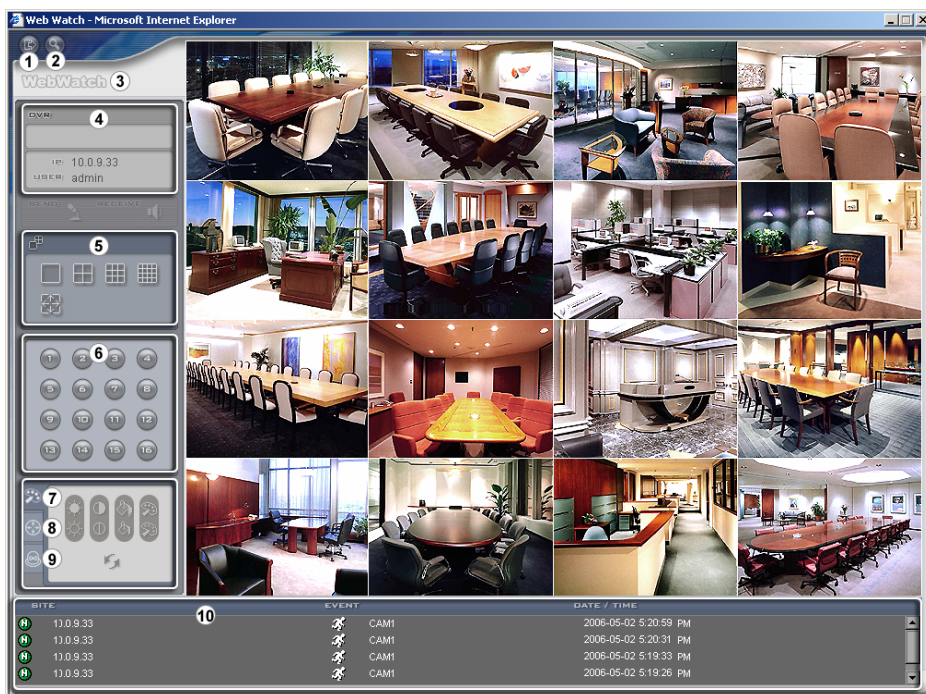 Web Watch - Microsoft Internet Explorer
1 2
WebWatch 3
4
DVR
IP: 10.0.9.33
USER: admin
SEND RECEIVE
5
6
1 2 3 4
5 6 7 8
9 10 11 12
13 14 15 16
7
8
9
10
SITE EVENT DATE / TIME
N 10.0.9.33 CAM1 2006-05-02 5:20:59 PM
N 10.0.9.33 CAM1 2006-05-02 5:20:31 PM
N 10.0.9.33 CAM1 2006-05-02 5:19:33 PM
N 10.0.9.33 CAM1 2006-05-02 5:19:26 PM